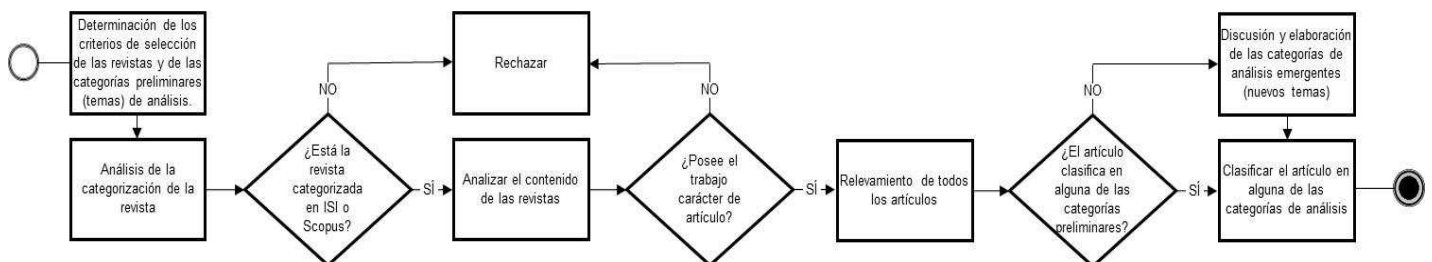 Determinación de los
criterios de selección
de las revistas y de las
categorías preliminares
(temas) de análisis.
Análisis de la
categorización de la
revista
¿Está la
revista
categorizada
en ISI o
Scopus?
NO
Rechazar
SÍ
Analizar el contenido
de las revistas
¿Posee el
trabajo
carácter de
artículo?
NO
SÍ
Relevamiento de todos
los artículos
¿El artículo
clasifica en
alguna de las
categorías
preliminares?
NO
Discusión y elaboración
de las categorías de
análisis emergentes
(nuevos temas)
SÍ
Clasificar el artículo en
alguna de las
categorías de análisis